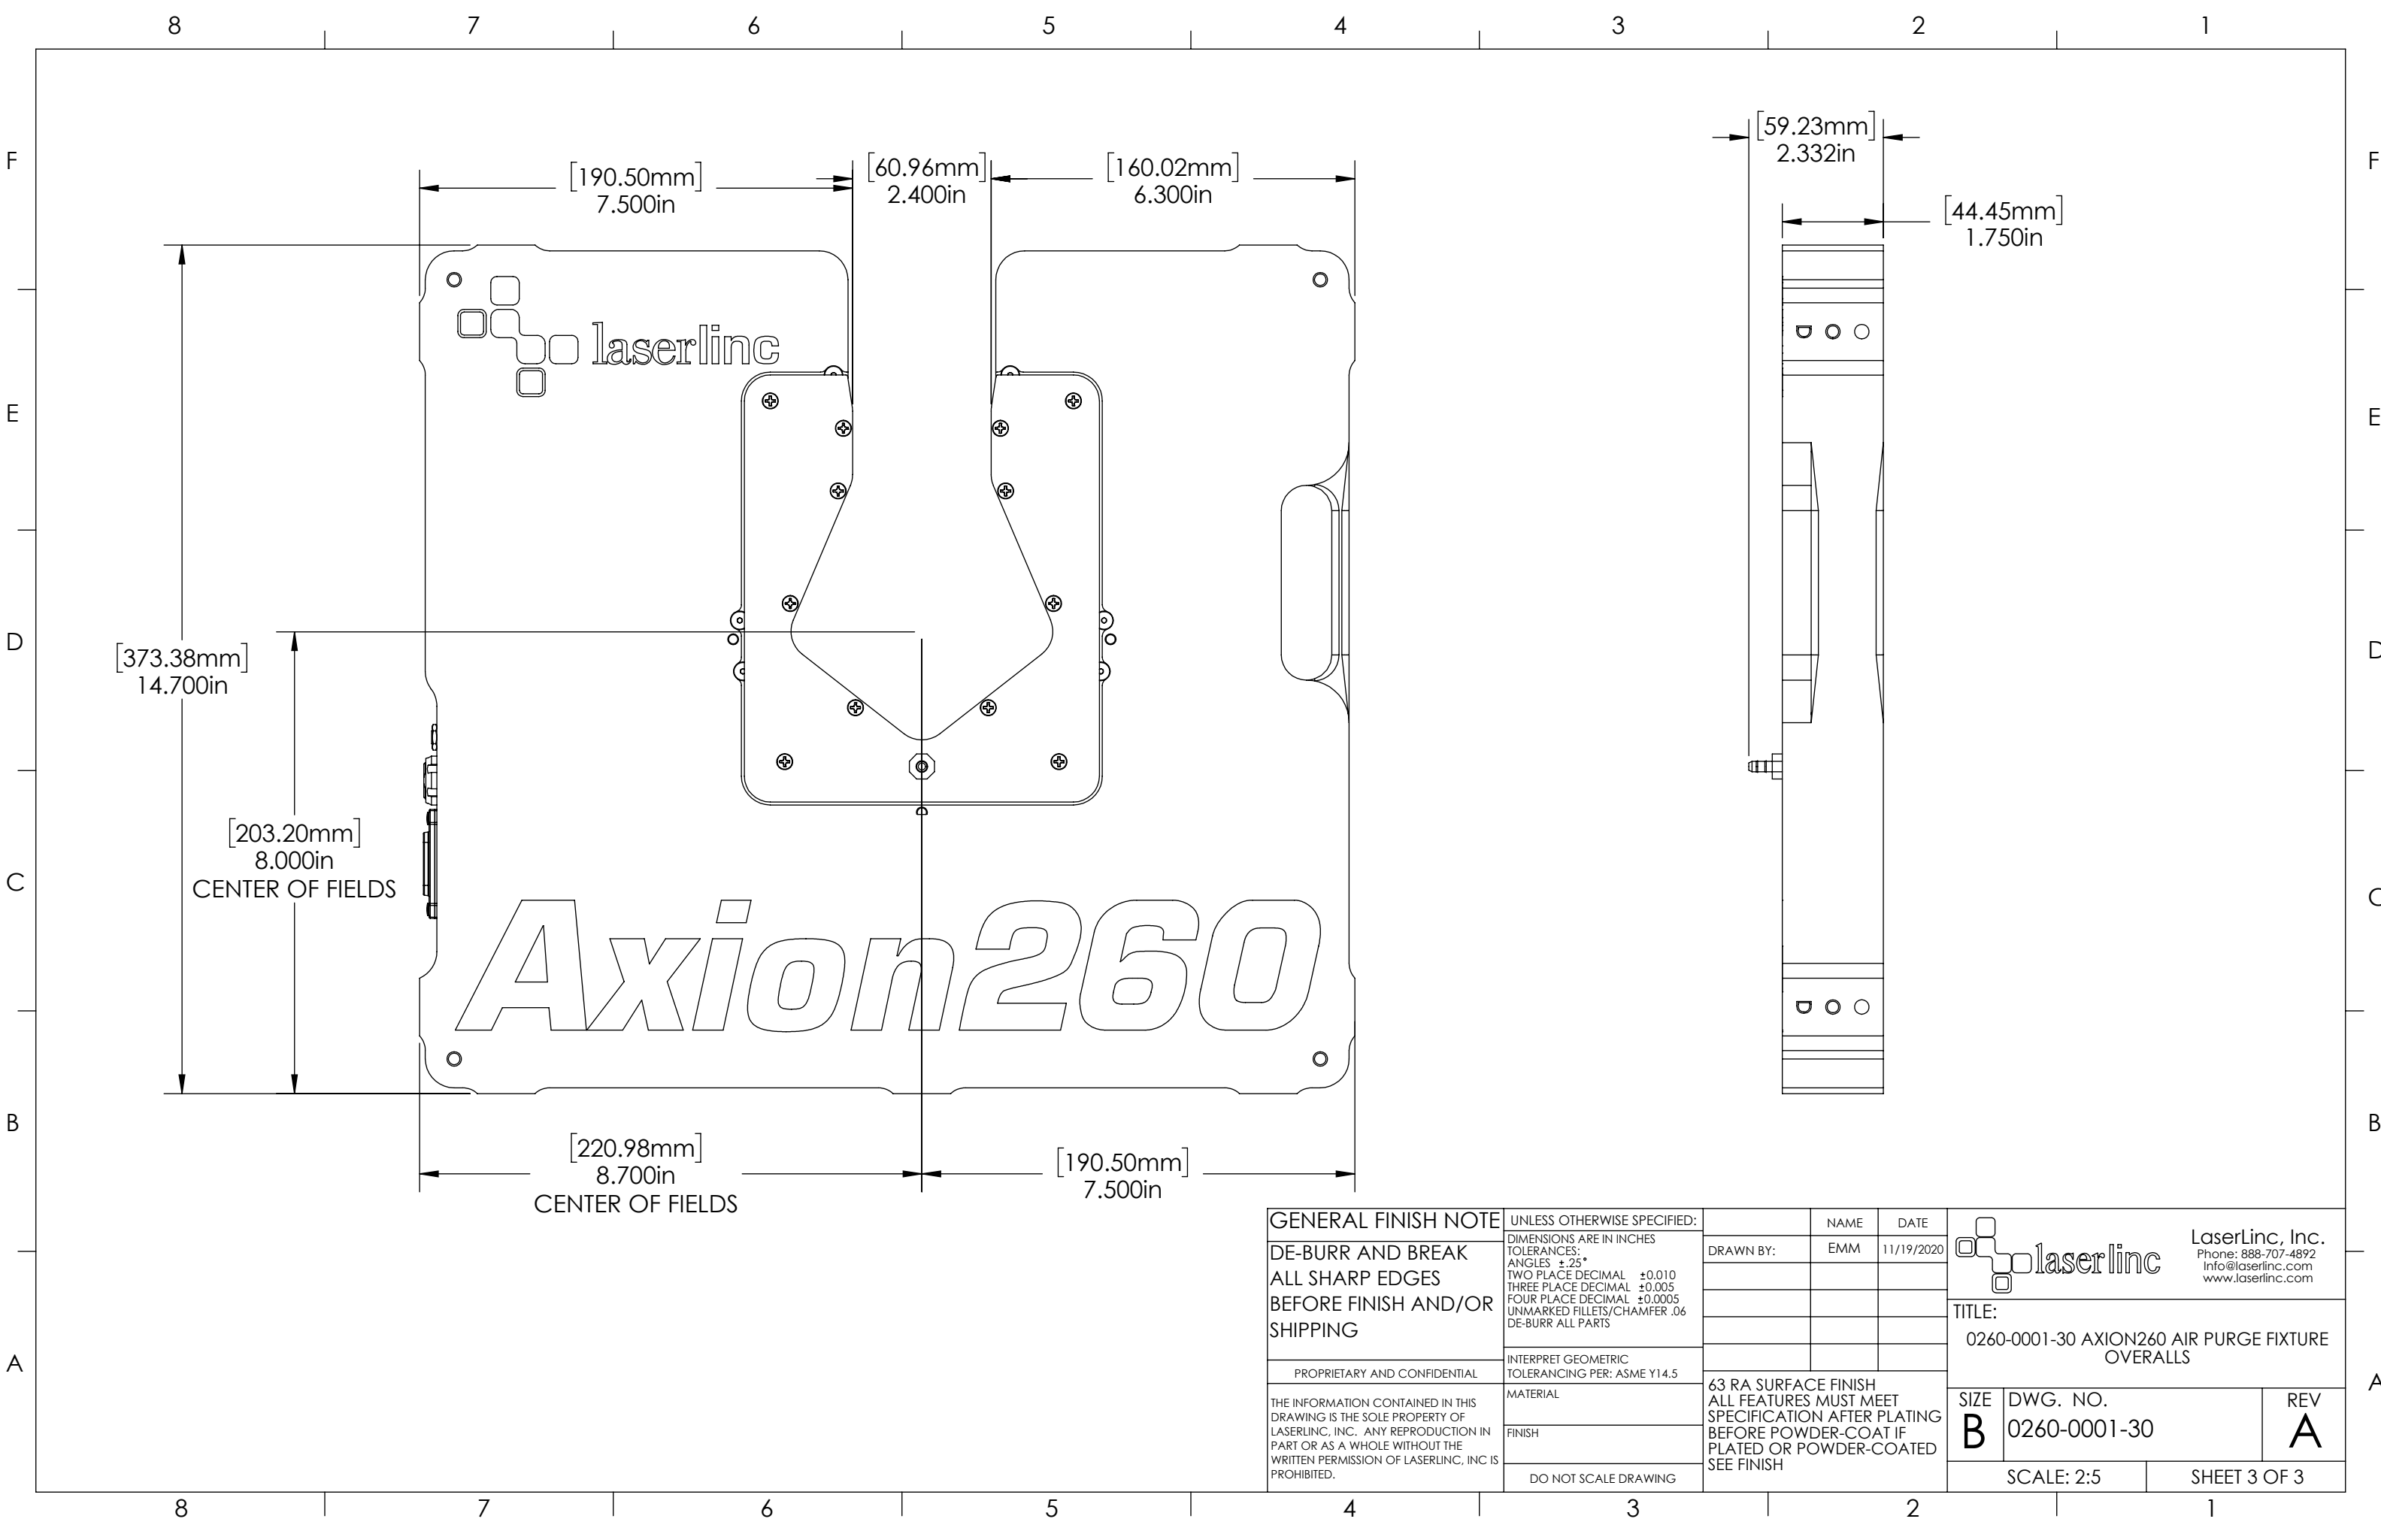 8 7 6 5 4 3 2 1
F F
E E
D D
C C
B B
A A
[190.50mm]
7.500in
[60.96mm]
2.400in
[160.02mm]
6.300in
[59.23mm]
2.332in
[44.45mm]
1.750in
laserlinc
[373.38mm]
14.700in
[203.20mm]
8.000in
CENTER OF FIELDS
Axion260
[220.98mm]
8.700in
CENTER OF FIELDS
[190.50mm]
7.500in
GENERAL FINISH NOTE
DE-BURR AND BREAK
ALL SHARP EDGES
BEFORE FINISH AND/OR
SHIPPING
PROPRIETARY AND CONFIDENTIAL
THE INFORMATION CONTAINED IN THIS
DRAWING IS THE SOLE PROPERTY OF
LASERLINC, INC. ANY REPRODUCTION IN
PART OR AS A WHOLE WITHOUT THE
WRITTEN PERMISSION OF LASERLINC, INC IS
PROHIBITED.
UNLESS OTHERWISE SPECIFIED:
DIMENSIONS ARE IN INCHES
TOLERANCES:
ANGLES ±.25°
TWO PLACE DECIMAL ±0.010
THREE PLACE DECIMAL ±0.005
FOUR PLACE DECIMAL ±0.0005
UNMARKED FILLETS/CHAMFER .06
DE-BURR ALL PARTS
INTERPRET GEOMETRIC
TOLERANCING PER: ASME Y14.5
MATERIAL
FINISH
DO NOT SCALE DRAWING
NAME DATE
DRAWN BY: EMM 11/19/2020
63 RA SURFACE FINISH
ALL FEATURES MUST MEET
SPECIFICATION AFTER PLATING
BEFORE POWDER-COAT IF
PLATED OR POWDER-COATED
SEE FINISH
laserlinc
LaserLinc, Inc.
Phone: 888-707-4892
Info@laserlinc.com
www.laserlinc.com
TITLE:
0260-0001-30 AXION260 AIR PURGE FIXTURE
OVERALLS
SIZE
B
DWG. NO.
0260-0001-30
REV
A
SCALE: 2:5
SHEET 3 OF 3
8 7 6 5 4 3 2 1